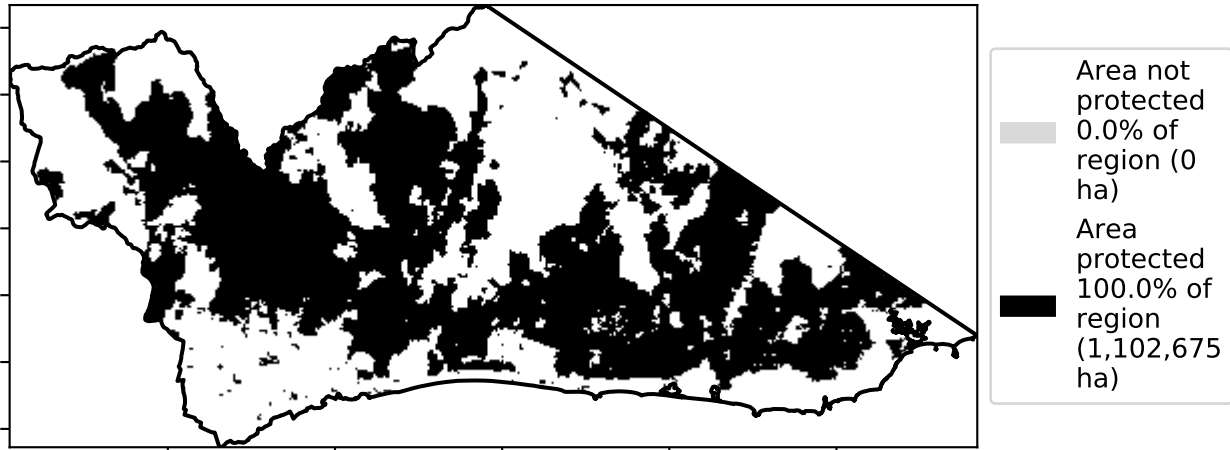 Area not
protected
0.0% of
region (0
ha)
Area
protected
100.0% of
region
(1,102,675
ha)